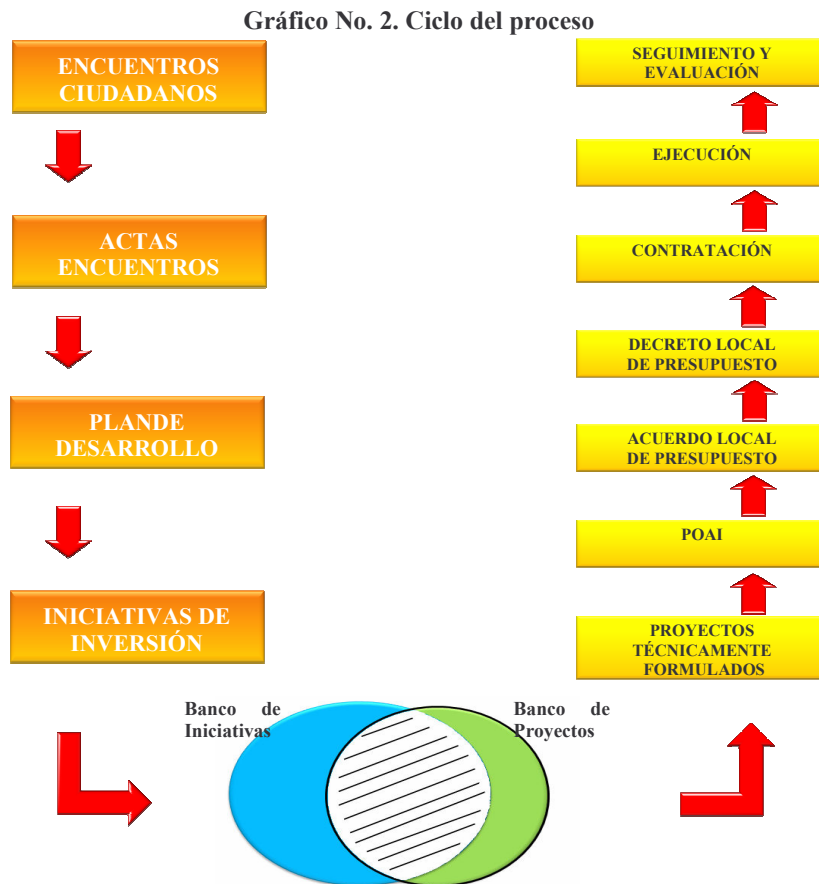 Gráfico No. 2. Ciclo del proceso
ENCUENTROS
CIUDADANOS
ACTAS
ENCUENTROS
PLANDE
DESARROLLO
INICIATIVAS DE
INVERSIÓN
Banco de
Iniciativas
Banco de
Proyectos
PROYECTOS
TÉCNICAMENTE
FORMULADOS
POAI
ACUERDO LOCAL
DE PRESUPUESTO
DECRETO LOCAL
DE PRESUPUESTO
CONTRATACIÓN
EJECUCIÓN
SEGUIMIENTO Y
EVALUACIÓN